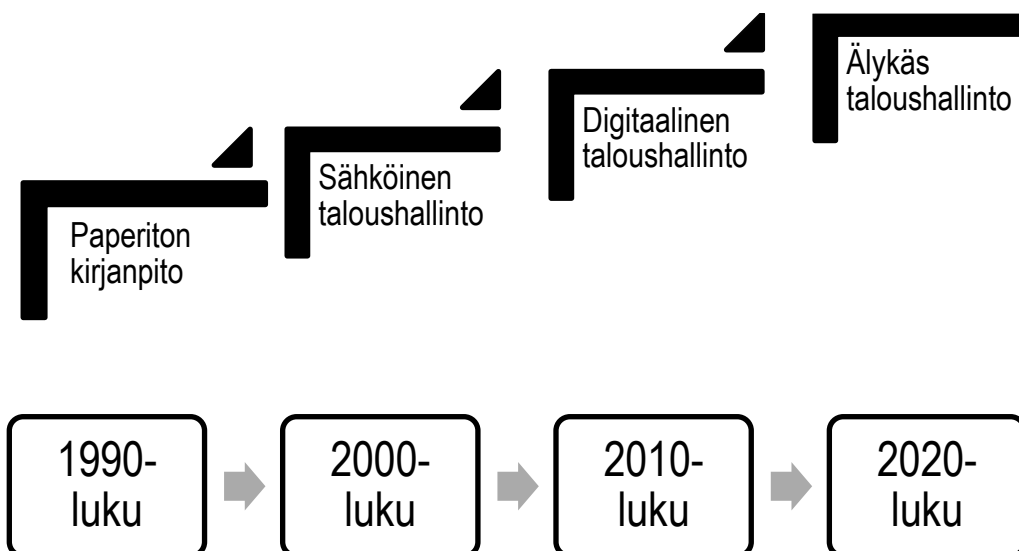 Paperiton
kirjanpito
Sähköinen
taloushallinto
Digitaalinen
taloushallinto
Älykäs
taloushallinto
1990-
luku
2000-
luku
2010-
luku
2020-
luku